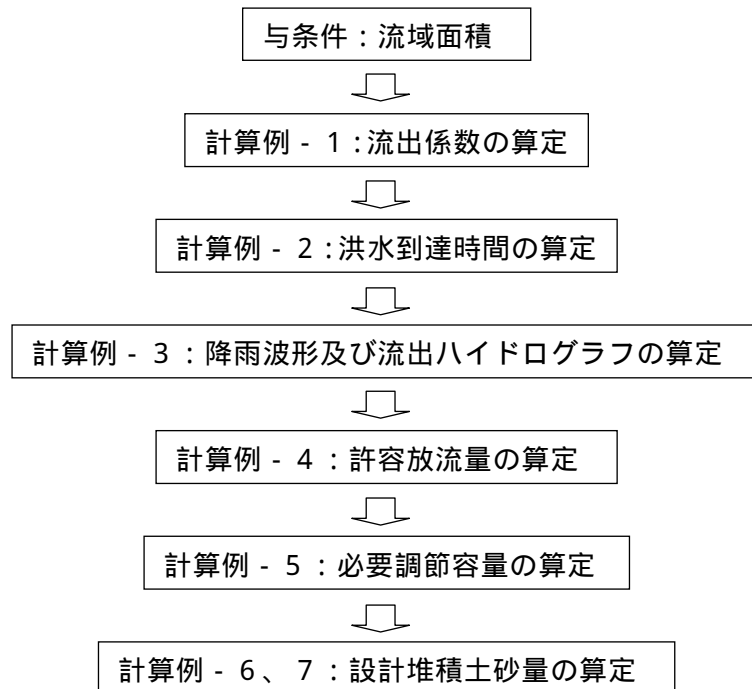 与条件：流域面積
計算例 - 1：流出係数の算定
計算例 - 2：洪水到達時間の算定
計算例 - 3：降雨波形及び流出ハイドログラフの算定
計算例 - 4：許容放流量の算定
計算例 - 5：必要調節容量の算定
計算例 - 6、7：設計堆積土砂量の算定